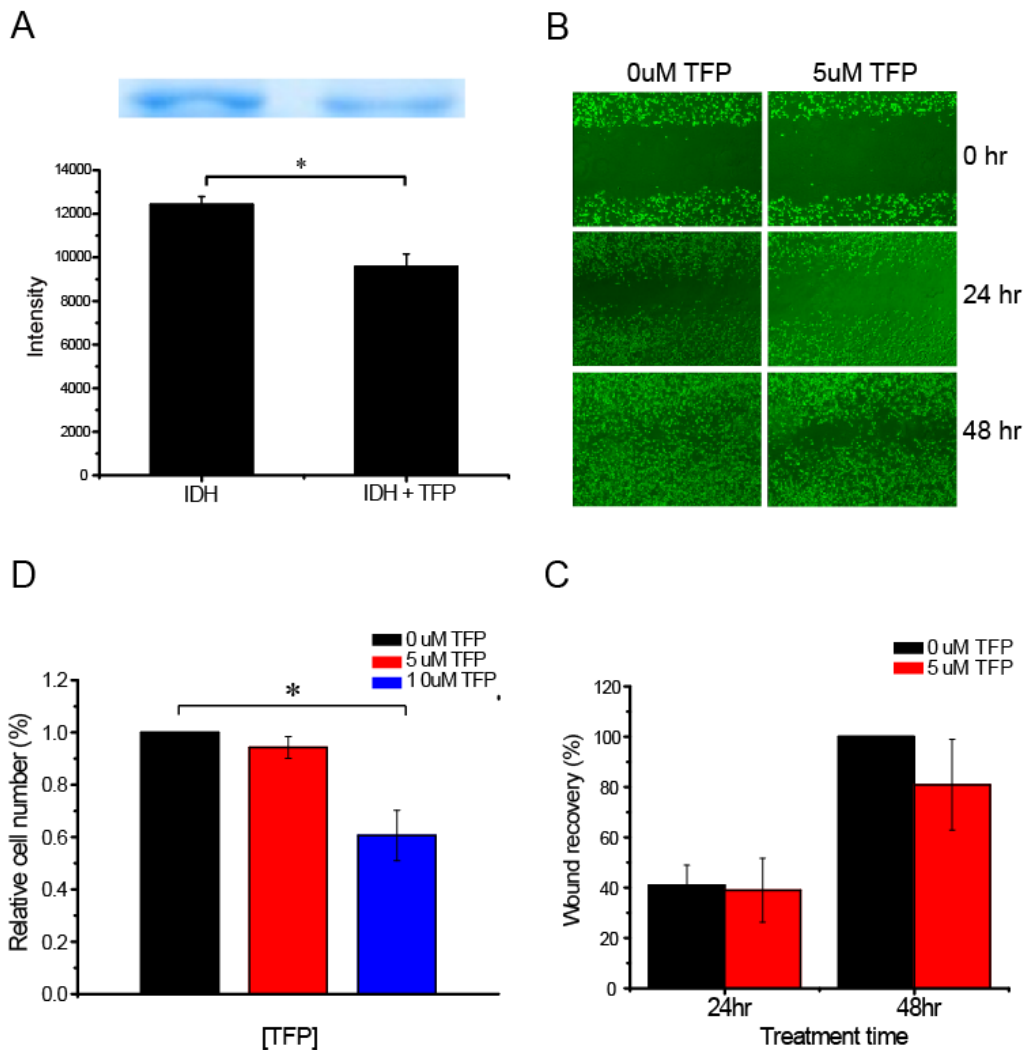 A
*
14000
12000
10000
8000
6000
4000
2000
0
Intensity
IDH
IDH + TFP
B
0uM TFP
5uM TFP
0 hr
24 hr
48 hr
D
0 uM TFP
5 uM TFP
1 0uM TFP
*
1.0
0.8
0.6
0.4
0.2
0.0
Relative cell number (%)
[TFP]
C
0 uM TFP
5 uM TFP
120
100
80
60
40
20
0
Wound recovery (%)
24hr
48hr
Treatment time